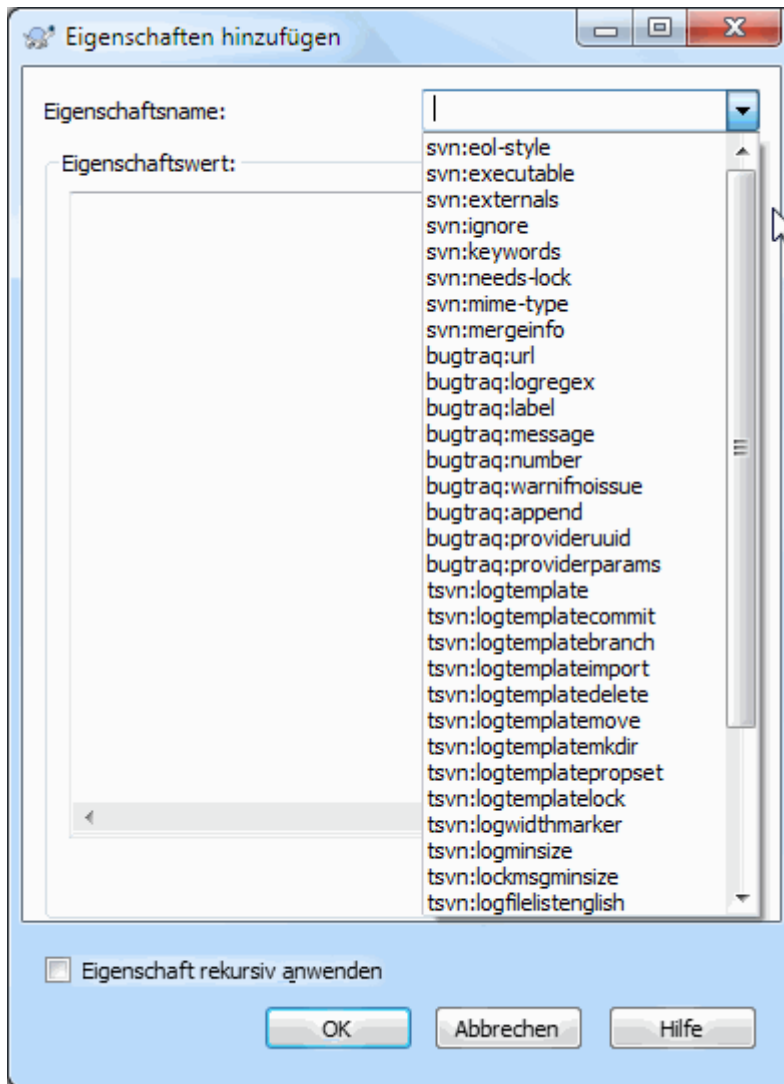 Eigenschaften hinzufügen
Eigenschaftsname:
Eigenschaftswert:
svn:eol-style
svn:executable
svn:externals
svn:ignore
svn:keywords
svn:needs-lock
svn:mime-type
svn:mergeinfo
bugtraq:url
bugtraq:logregex
bugtraq:label
bugtraq:message
bugtraq:number
bugtraq:warnifnoissue
bugtraq:append
bugtraq:provideruuid
bugtraq:providerparams
tsvn:logtemplate
tsvn:logtemplatecommit
tsvn:logtemplatebranch
tsvn:logtemplateimport
tsvn:logtemplatedelete
tsvn:logtemplatemove
tsvn:logtemplatemkdir
tsvn:logtemplatepropset
tsvn:logtemplatelock
tsvn:logwidthmarker
tsvn:logminsize
tsvn:lockmsgminsize
tsvn:logfilelistenglish
Eigenschaft rekursiv anwenden
OK Abbrechen Hilfe